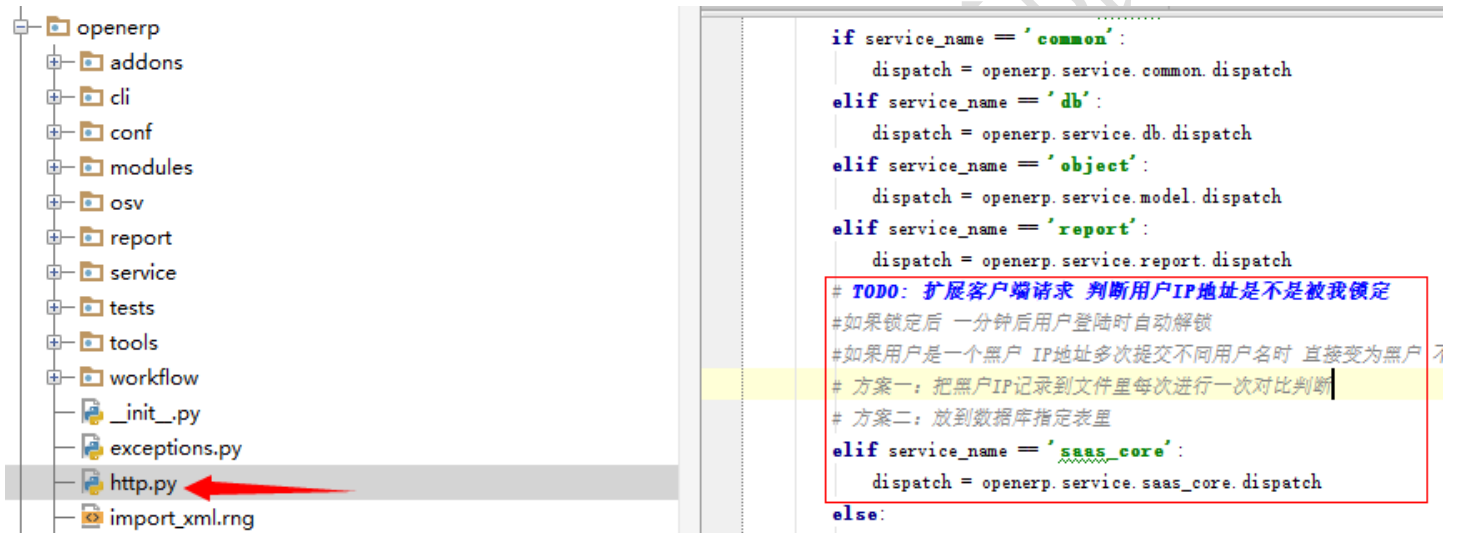 openerp
addons
cli
conf
modules
osv
report
service
tests
tools
workflow
__init__.py
exceptions.py
http.py
import_xml.rng
if service_name == 'common':
dispatch = openerp.service.common.dispatch
elif service_name == 'db':
dispatch = openerp.service.db.dispatch
elif service_name == 'object':
dispatch = openerp.service.model.dispatch
elif service_name == 'report':
dispatch = openerp.service.report.dispatch
# TODO: 扩展客户端请求 判断用户IP地址是不是被我锁定
#如果锁定后 一分钟后用户登陆时自动解锁
#如果用户是一个黑户 IP地址多次提交不同用户名时 直接变为黑户
# 方案一：把黑户IP记录到文件里每次进行一次对比判断
# 方案二：放到数据库指定表里
elif service_name == 'saas_core':
dispatch = openerp.service.saas_core.dispatch
else: